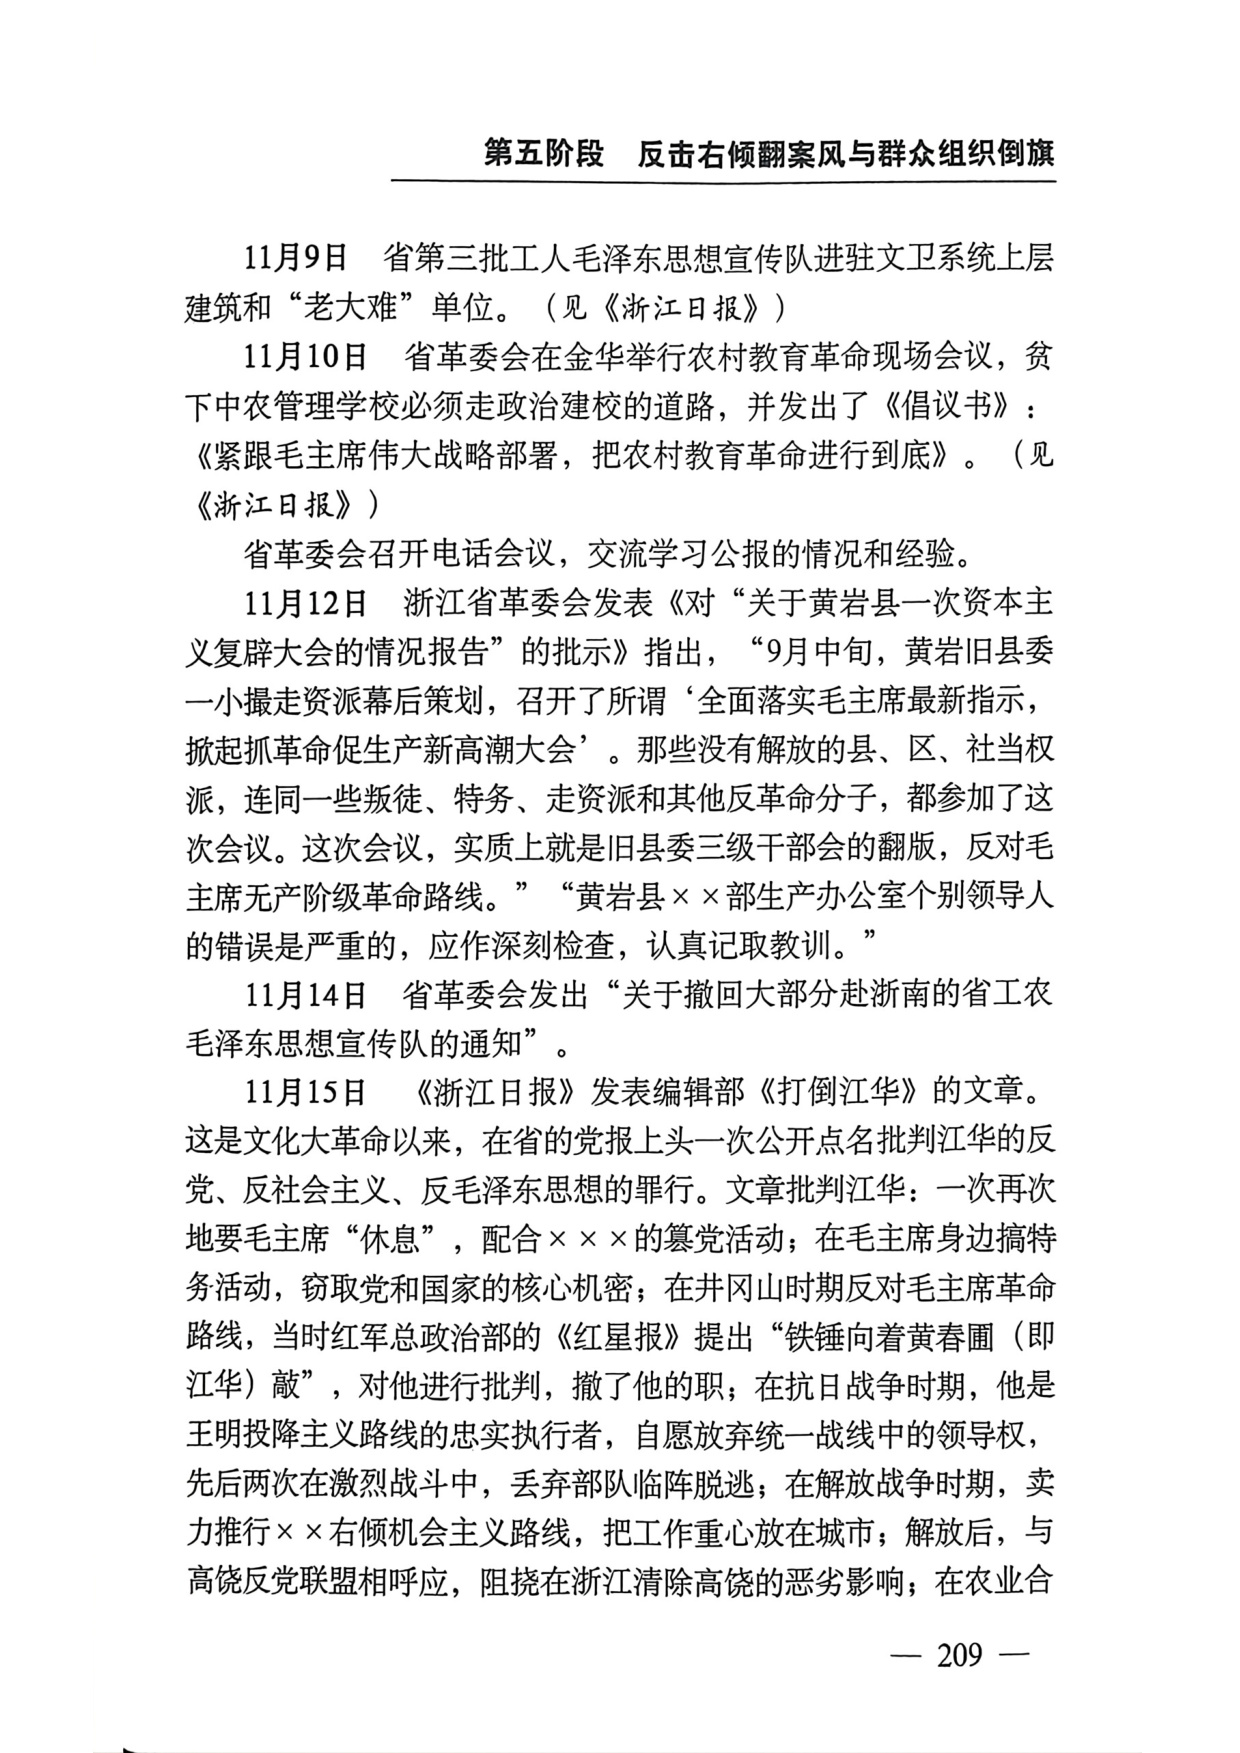 第五阶段　反击右倾翻案风与群众组织倒旗
11月9日　省第三批工人毛泽东思想宣传队进驻文卫系统上层
建筑和“老大难”单位。（见《浙江日报》）
11月10日　省革委会在金华举行农村教育革命现场会议，贫
下中农管理学校必须走政治建校的道路，并发出了《倡议书》：
《紧跟毛主席伟大战略部署，把农村教育革命进行到底》。（见
《浙江日报》）
省革委会召开电话会议，交流学习公报的情况和经验。
11月12日　浙江省革委会发表《对“关于黄岩县一次资本主
义复辟大会的情况报告”的批示》指出，“9月中旬，黄岩旧县委
一小撮走资派幕后策划，召开了所谓‘全面落实毛主席最新指示，
掀起抓革命促生产新高潮大会’。那些没有解放的县、区、社当权
派，连同一些叛徒、特务、走资派和其他反革命分子，都参加了这
次会议。这次会议，实质上就是旧县委三级干部会的翻版，反对毛
主席无产阶级革命路线。”“黄岩县××部生产办公室个别领导人
的错误是严重的，应作深刻检查，认真记取教训。”
11月14日　省革委会发出“关于撤回大部分赴浙南的省工农
毛泽东思想宣传队的通知”。
11月15日　《浙江日报》发表编辑部《打倒江华》的文章。
这是文化大革命以来，在省的党报上头一次公开点名批判江华的反
党、反社会主义、反毛泽东思想的罪行。文章批判江华：一次再次
地要毛主席“休息”，配合×××的篡党活动；在毛主席身边搞特
务活动，窃取党和国家的核心机密；在井冈山时期反对毛主席革命
路线，当时红军总政治部的《红星报》提出“铁锤向着黄春圃（即
江华）敲”，对他进行批判，撤了他的职；在抗日战争时期，他是
王明投降主义路线的忠实执行者，自愿放弃统一战线中的领导权，
先后两次在激烈战斗中，丢弃部队临阵脱逃；在解放战争时期，卖
力推行××右倾机会主义路线，把工作重心放在城市；解放后，与
高饶反党联盟相呼应，阻挠在浙江清除高饶的恶劣影响；在农业合
— 209 —